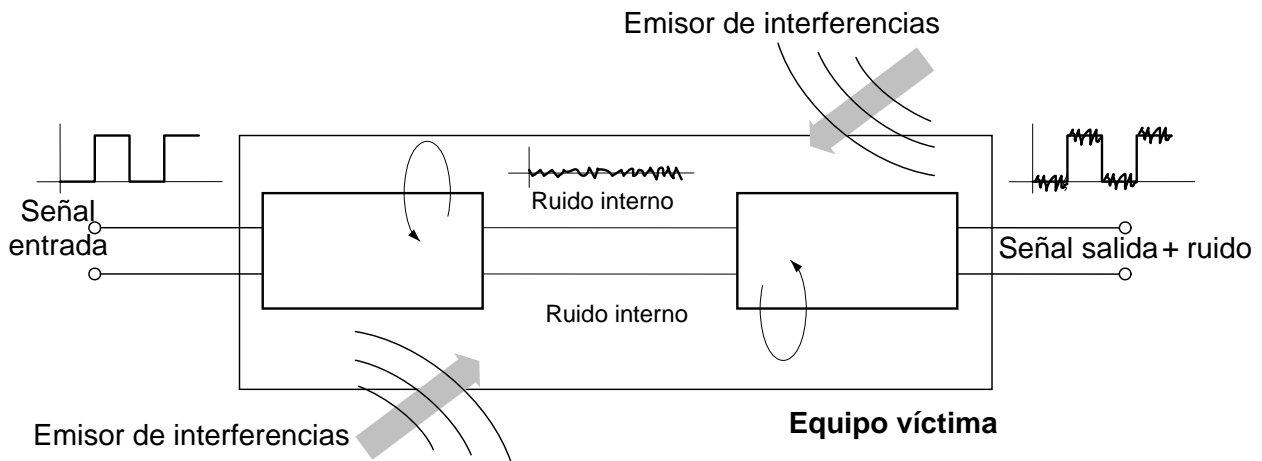 Emisor de interferencias
Señal
entrada
Ruido interno
Señal salida + ruido
Ruido interno
Equipo víctima
Emisor de interferencias